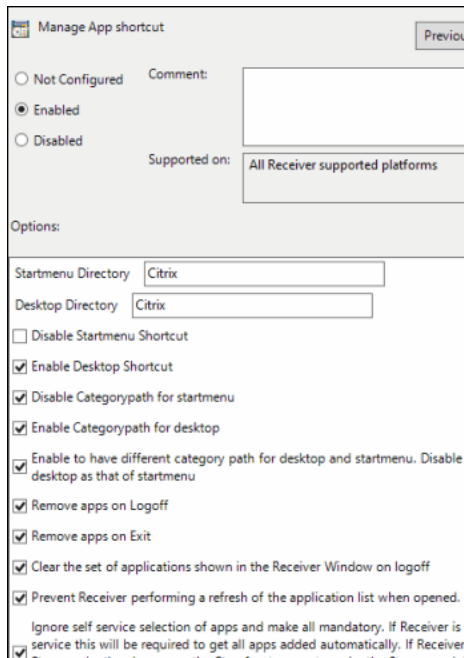 Manage App shortcut
Previou
Not Configured
Comment:
Enabled
Disabled
Supported on:
All Receiver supported platforms
Options:
Startmenu Directory
Citrix
Desktop Directory
Citrix
Disable Startmenu Shortcut
Enable Desktop Shortcut
Disable Categorypath for startmenu
Enable Categorypath for desktop
Enable to have different category path for desktop and startmenu. Disable
desktop as that of startmenu
Remove apps on Logoff
Remove apps on Exit
Clear the set of applications shown in the Receiver Window on logoff
Prevent Receiver performing a refresh of the application list when opened.
Ignore self service selection of apps and make all mandatory. If Receiver is
service this will be required to get all apps added automatically. If Receiver